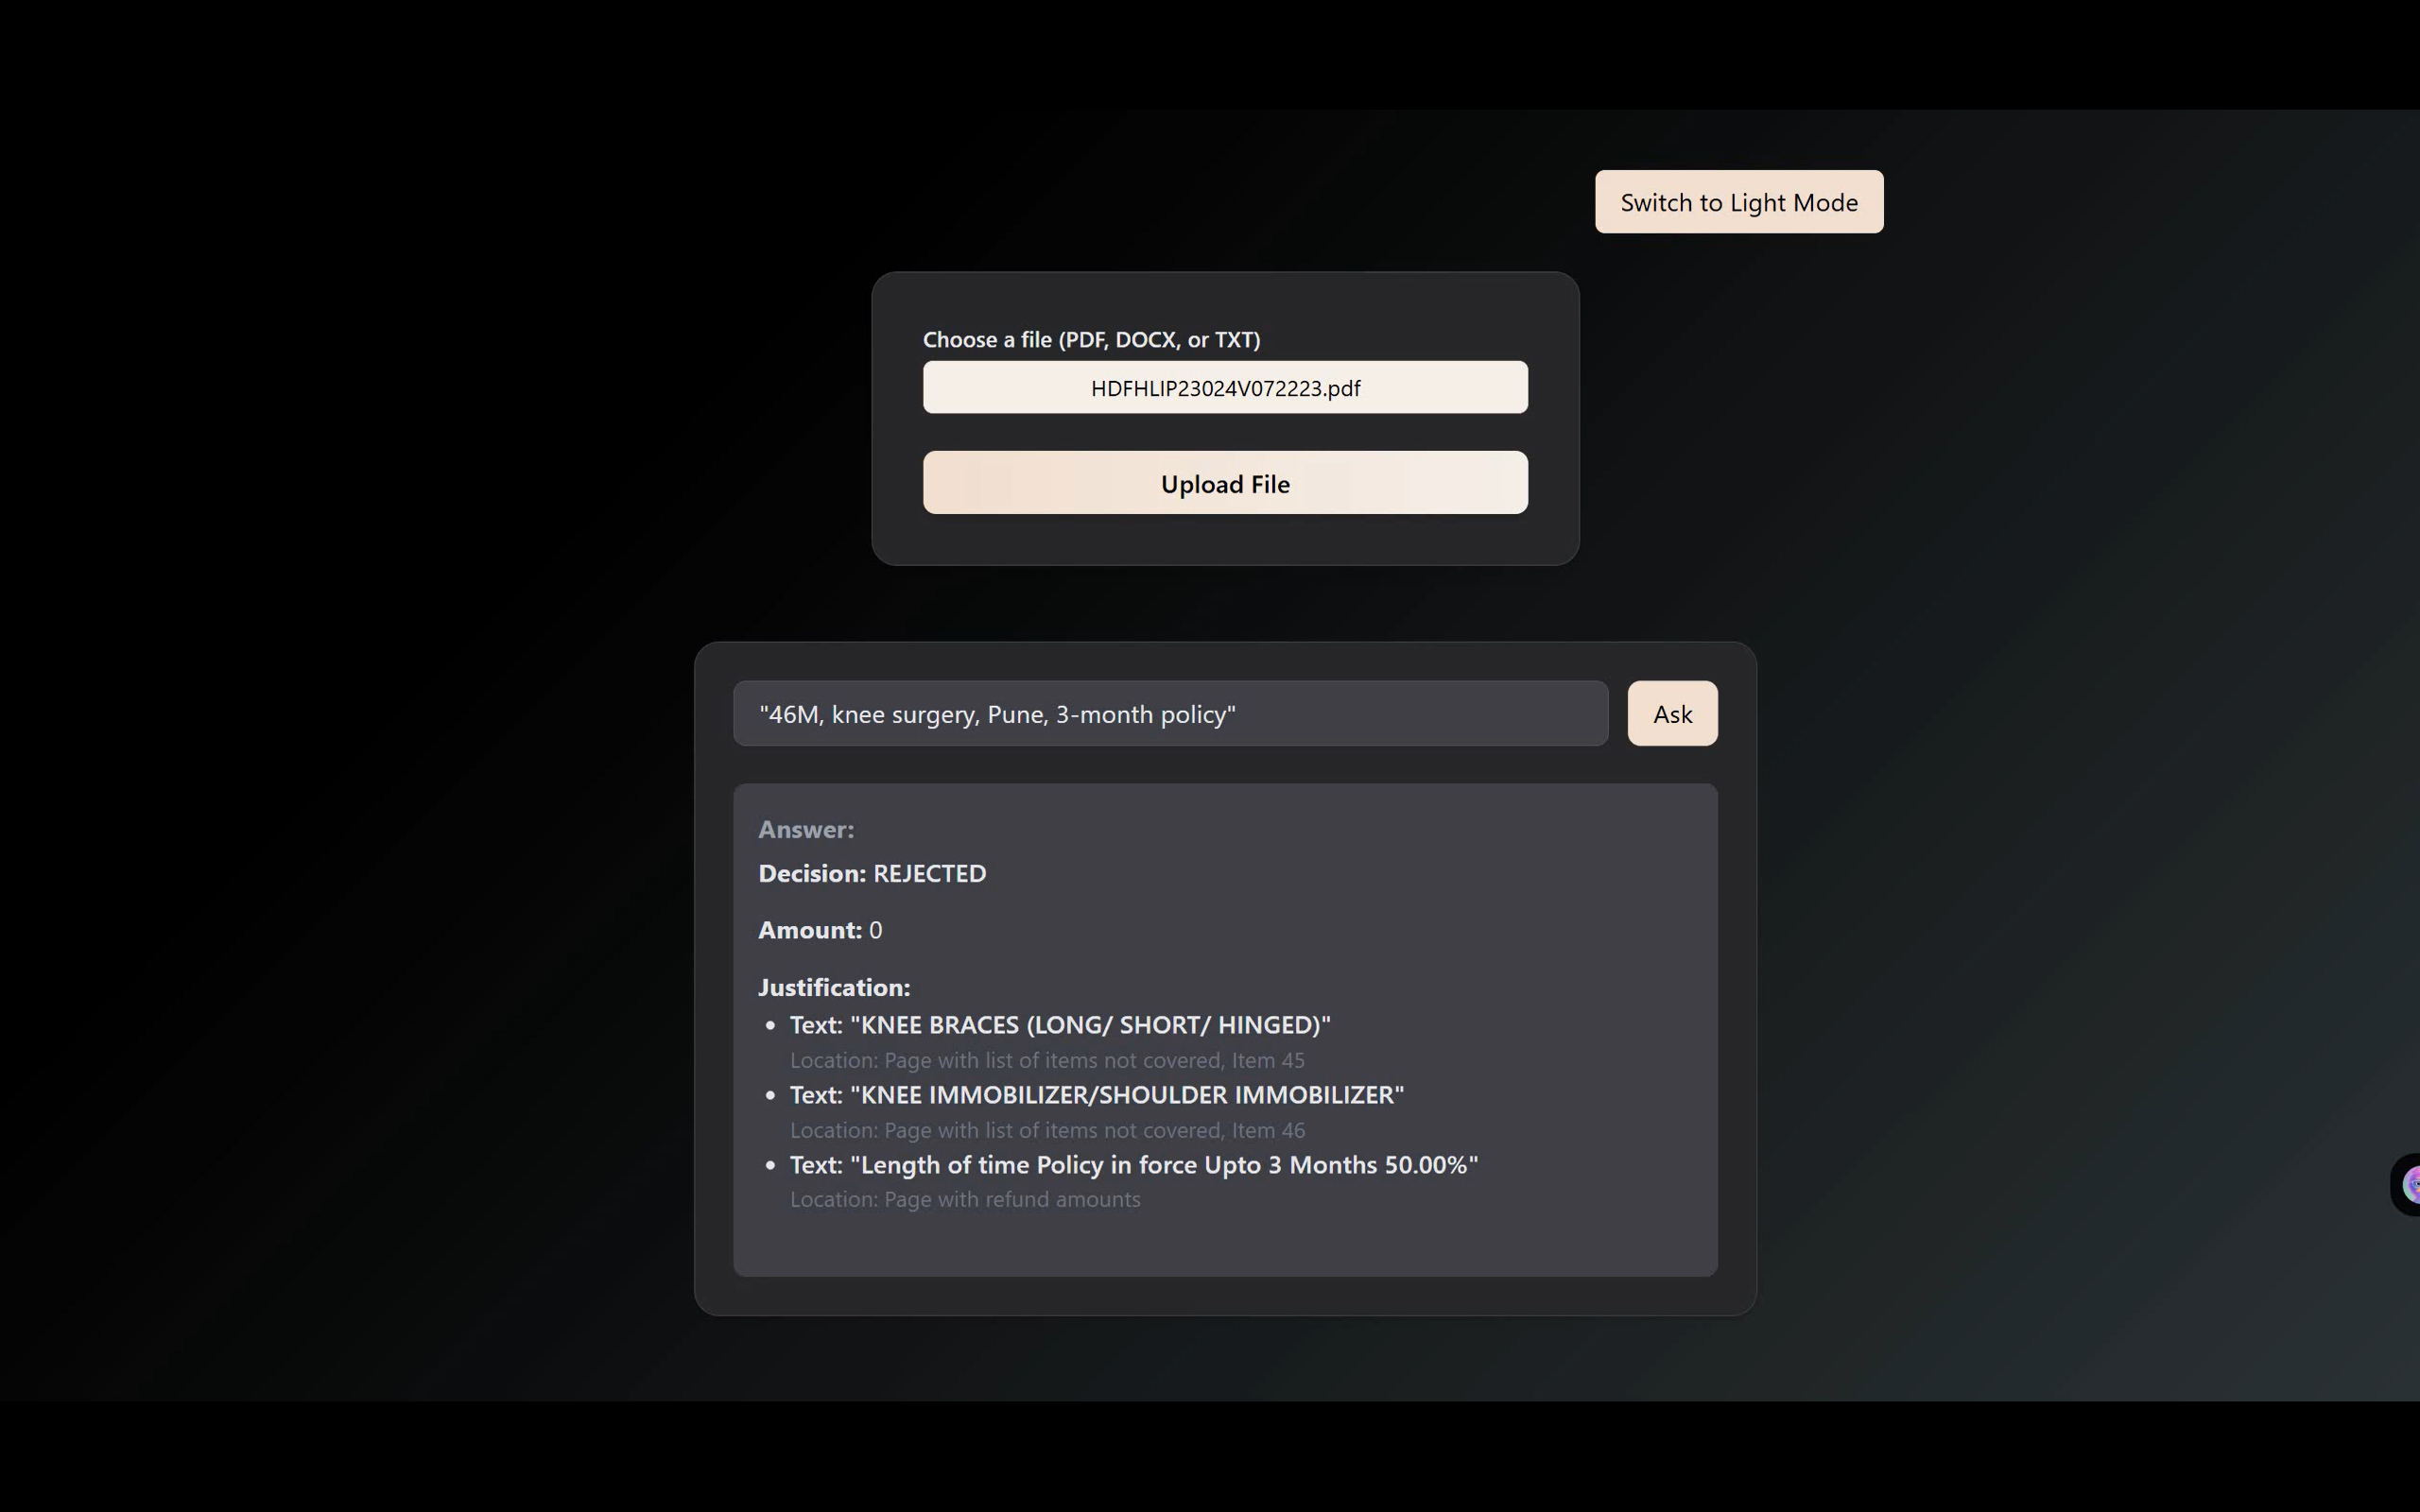 Switch to Light Mode
Choose a file (PDF, DOCX, or TXT)
HDFHLIP23024V072223.pdf
Upload File
"46M, knee surgery, Pune, 3-month policy"
Ask
Answer:
Decision: REJECTED
Amount: 0
Justification:
Text: "KNEE BRACES (LONG/ SHORT/ HINGED)"
Location: Page with list of items not covered, Item 45
Text: "KNEE IMMOBILIZER/SHOULDER IMMOBILIZER"
Location: Page with list of items not covered, Item 46
Text: "Length of time Policy in force Upto 3 Months 50.00%"
Location: Page with refund amounts